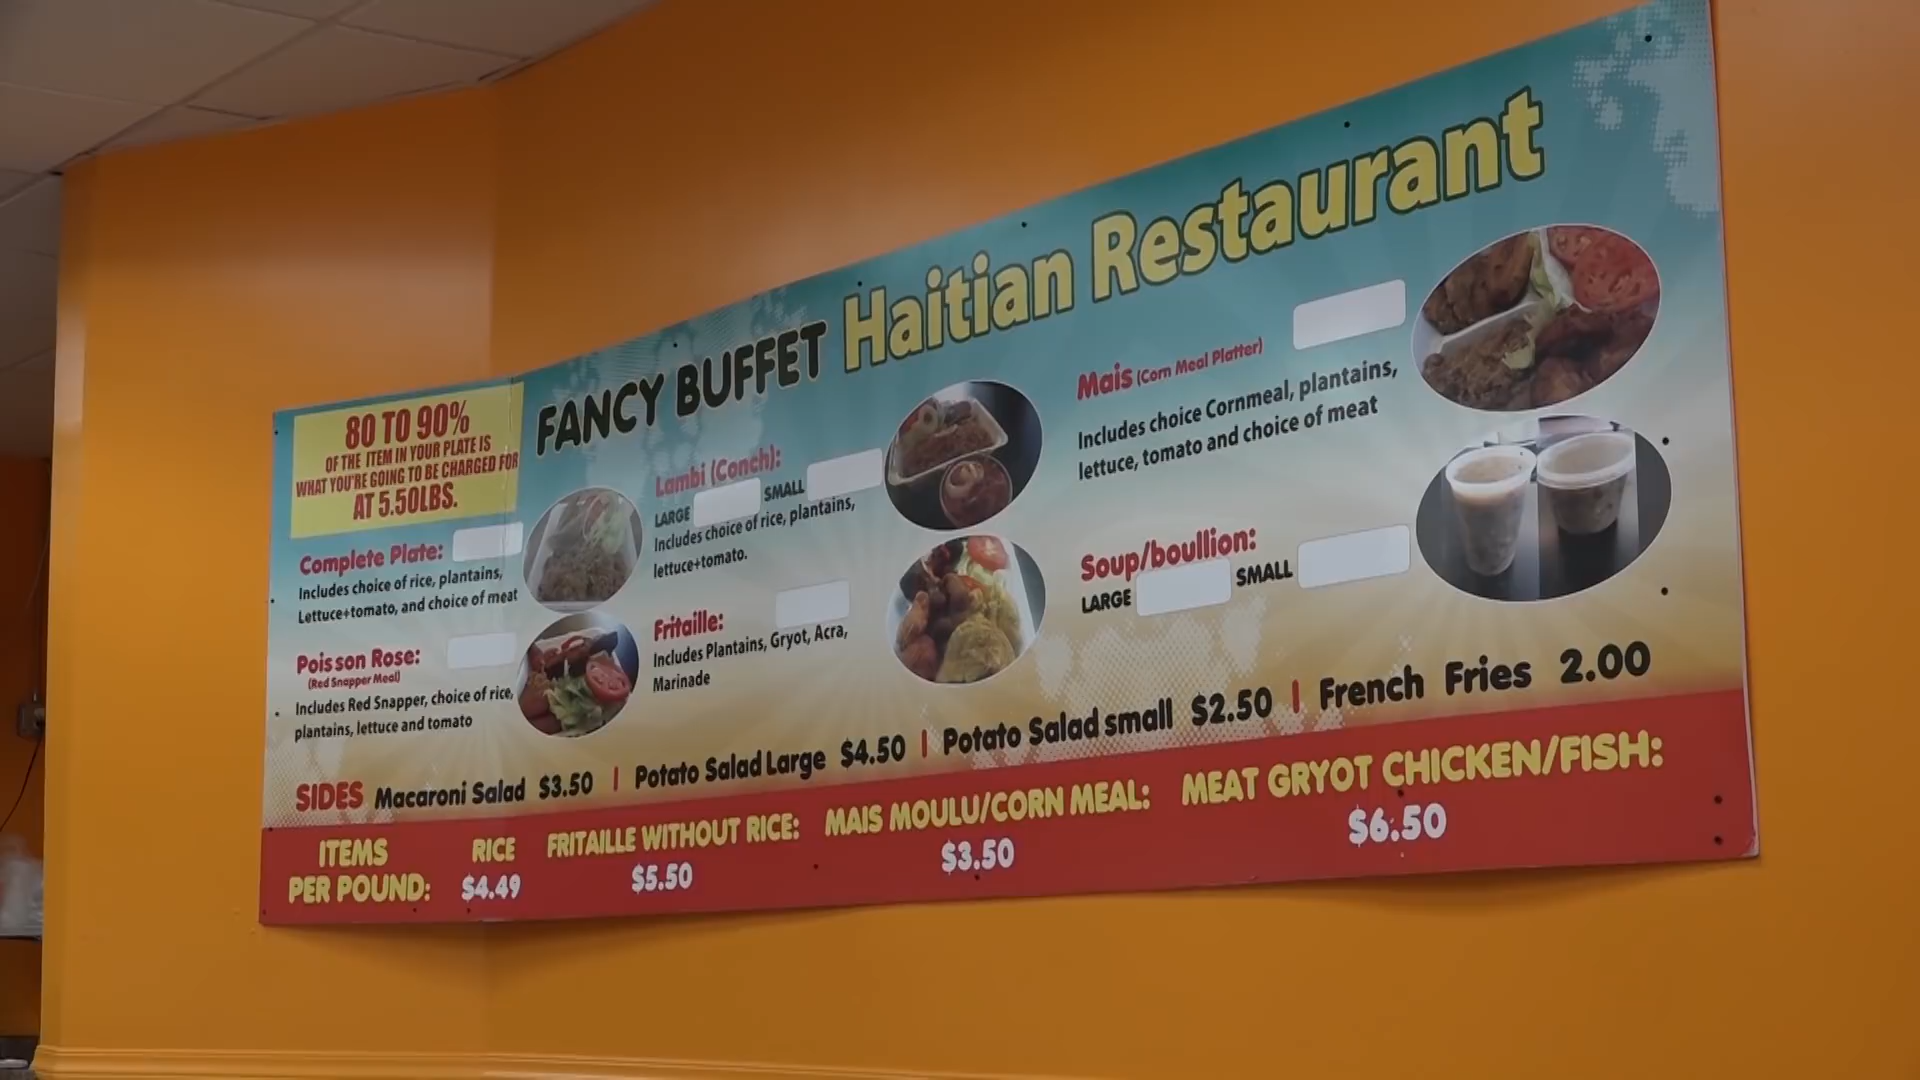 FANCY BUFFET Haitian Restaurant
80 TO 90%
OF THE ITEM IN YOUR PLATE IS
WHAT YOU'RE GOING TO BE CHARGED FOR
AT 5.50LBS.
Complete Plate:
Includes choice of rice, plantains,
Lettuce+tomato, and choice of meat
Poisson Rose:
(Red Snapper Meal)
Includes Red Snapper, choice of rice,
plantains, lettuce and tomato
Lambi (Conch):
LARGE SMALL
Includes choice of rice, plantains,
lettuce+tomato.
Fritaille:
Includes Plantains, Gryot, Acra,
Marinade
Mais (Corn Meal Platter)
Includes choice Cornmeal, plantains,
lettuce, tomato and choice of meat
Soup/boullion:
LARGE SMALL
SIDES Macaroni Salad $3.50 | Potato Salad Large $4.50 | Potato Salad small $2.50 | French Fries 2.00
ITEMS
PER POUND:
RICE
$4.49
FRITAILLE WITHOUT RICE:
$5.50
MAIS MOULU/CORN MEAL:
$3.50
MEAT GRYOT CHICKEN/FISH:
$6.50